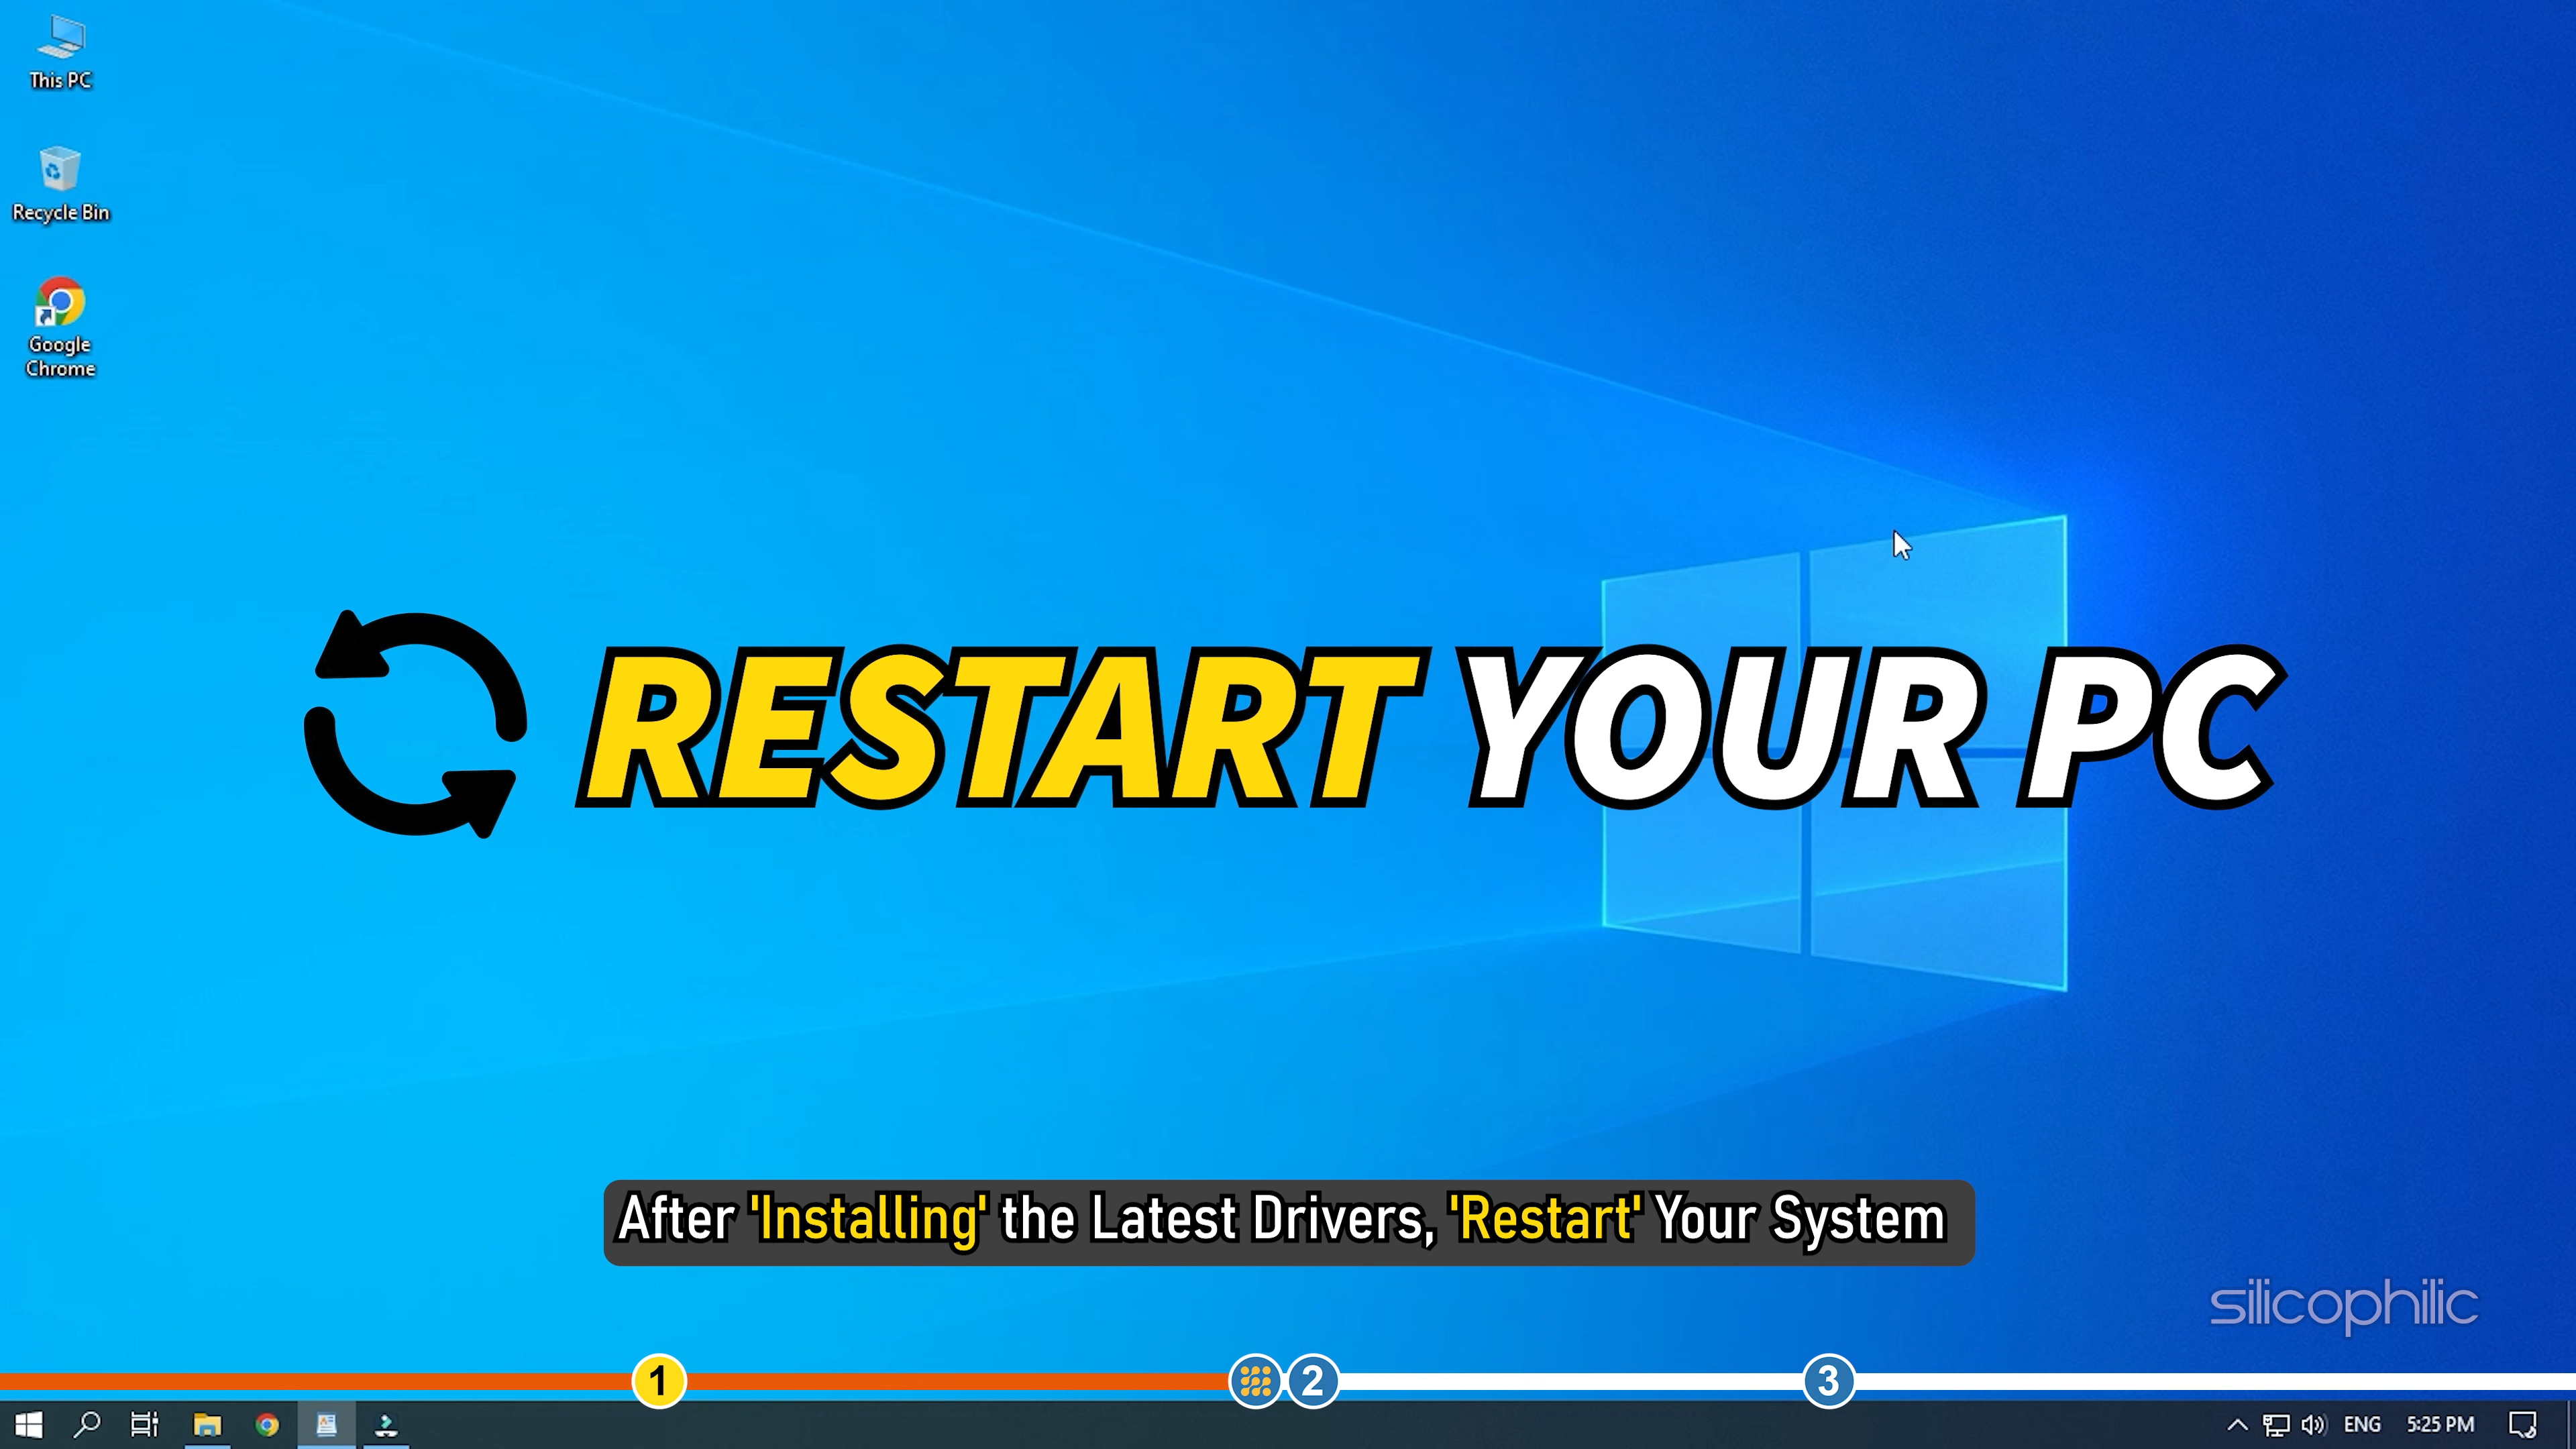 This PC
Recycle Bin
Google
Chrome
RESTART YOUR PC
After 'Installing' the Latest Drivers, 'Restart' Your System
silicophilic
1
2
3
ENG
5:25 PM